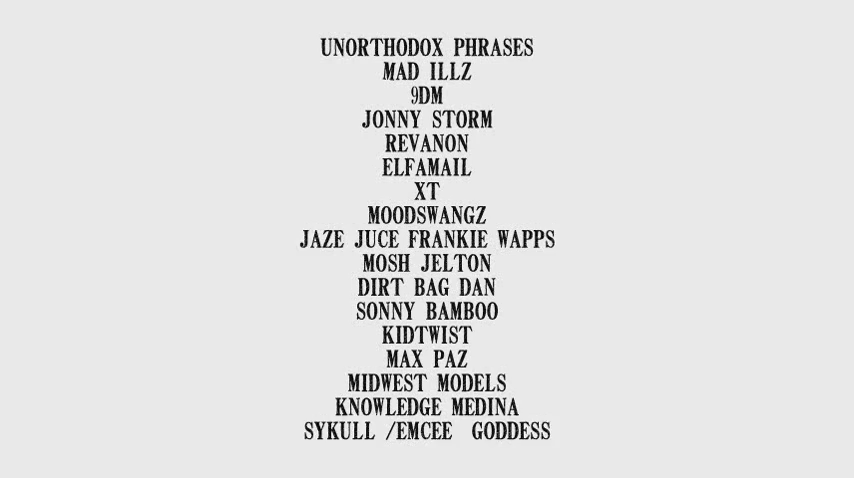 UNORTHODOX PHRASES
MAD ILLZ
9DM
JONNY STORM
REVANON
ELFAMAIL
XT
MOODSWANGZ
JAZE JUCE FRANKIE WAPPS
MOSH JELTON
DIRT BAG DAN
SONNY BAMBOO
KIDTWIST
MAX PAZ
MIDWEST MODELS
KNOWLEDGE MEDINA
SYKULL /EMCEE GODDESS